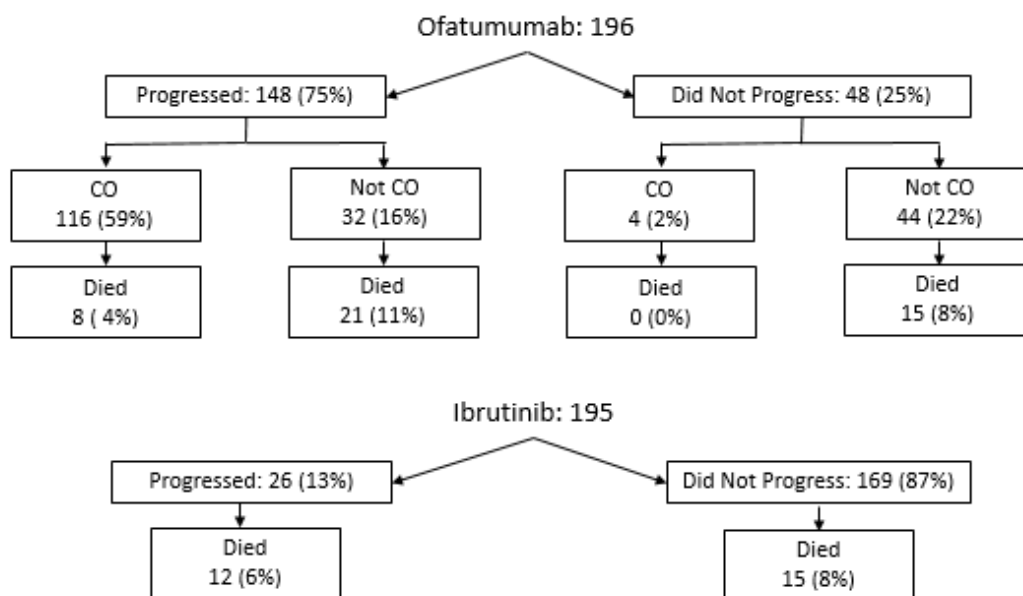 Ofatumumab: 196
Progressed: 148 (75%)
Did Not Progress: 48 (25%)
CO
116 (59%)
Not CO
32 (16%)
CO
4 (2%)
Not CO
44 (22%)
Died
8 ( 4%)
Died
21 (11%)
Died
0 (0%)
Died
15 (8%)
Ibrutinib: 195
Progressed: 26 (13%)
Did Not Progress: 169 (87%)
Died
12 (6%)
Died
15 (8%)